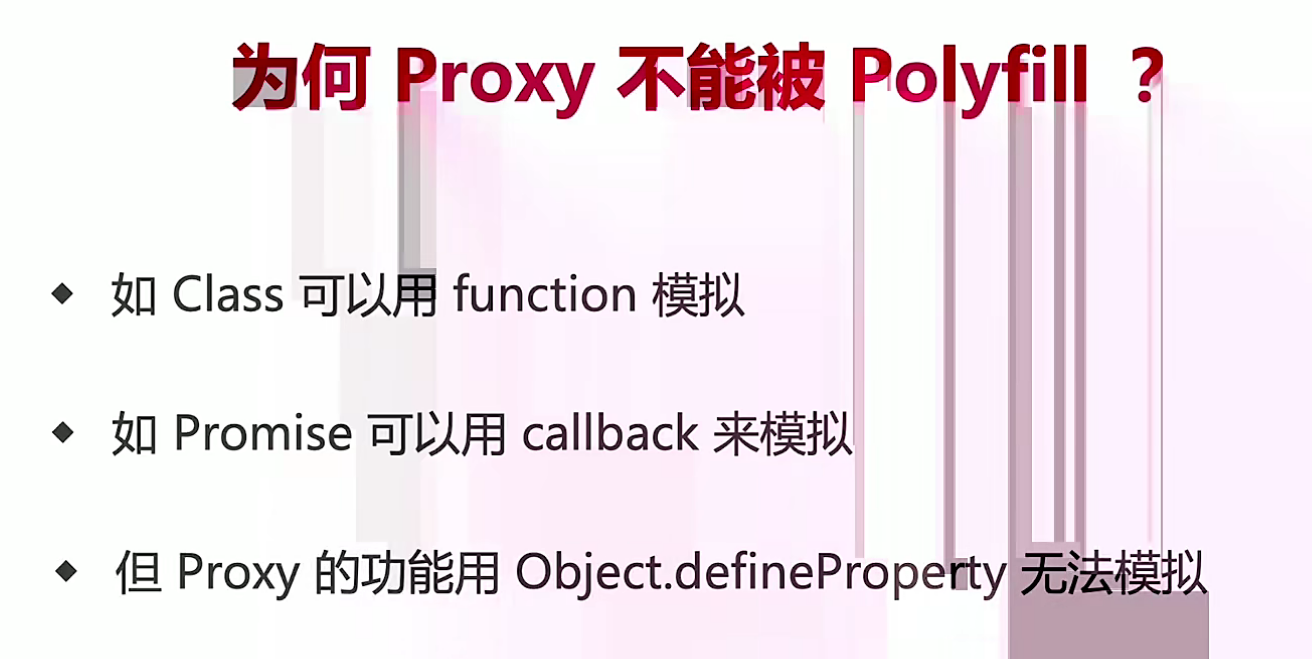 为何 Proxy 不能被 Polyfill ？
◆ 如 Class 可以用 function 模拟
◆ 如 Promise 可以用 callback 来模拟
◆ 但 Proxy 的功能用 Object.defineProperty 无法模拟